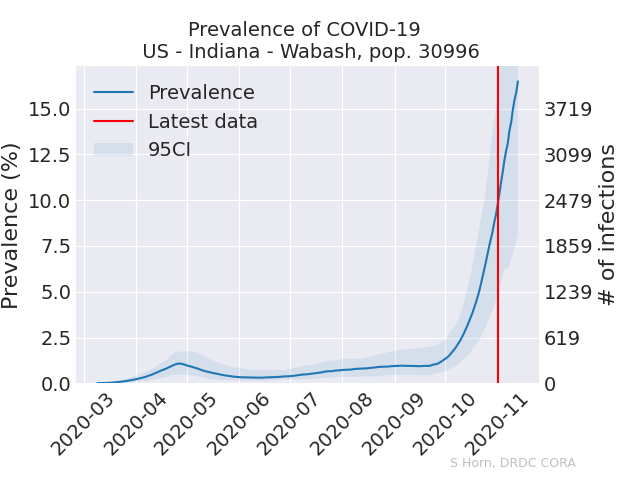 Prevalence of COVID-19
US - Indiana - Wabash, pop. 30996
Prevalence
Latest data
95CI
Prevalence (%)
15.0
12.5
10.0
7.5
5.0
2.5
0.0
3719
3099
2479
1859
1239
619
0
# of infections
2020-03
2020-04
2020-05
2020-06
2020-07
2020-08
2020-09
2020-10
2020-11
S Horn, DRDC CORA